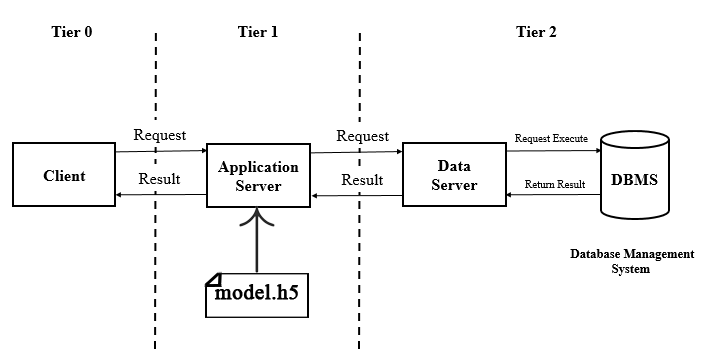 Tier 0
Tier 1
Tier 2
Request
Request
Request Execute
Client
Application
Server
Data
Server
DBMS
Result
Result
Return Result
Database Management
System
model.h5